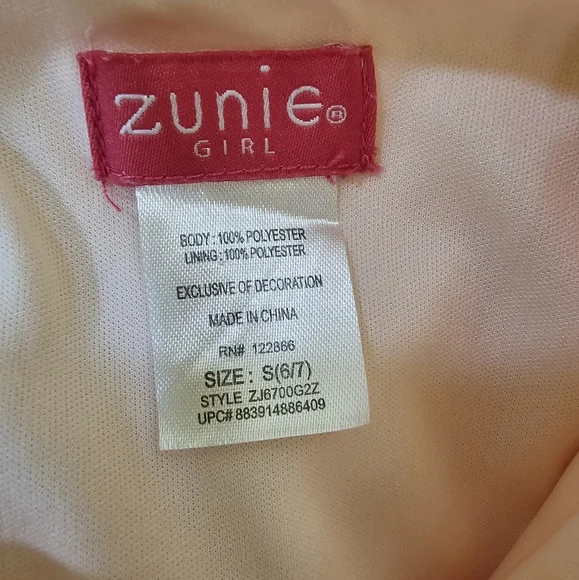 zunie®
GIRL
BODY : 100% POLYESTER
LINING : 100% POLYESTER
EXCLUSIVE OF DECORATION
MADE IN CHINA
RN# 122866
SIZE : S(6/7)
STYLE ZJ6700G2Z
UPC# 883914886409